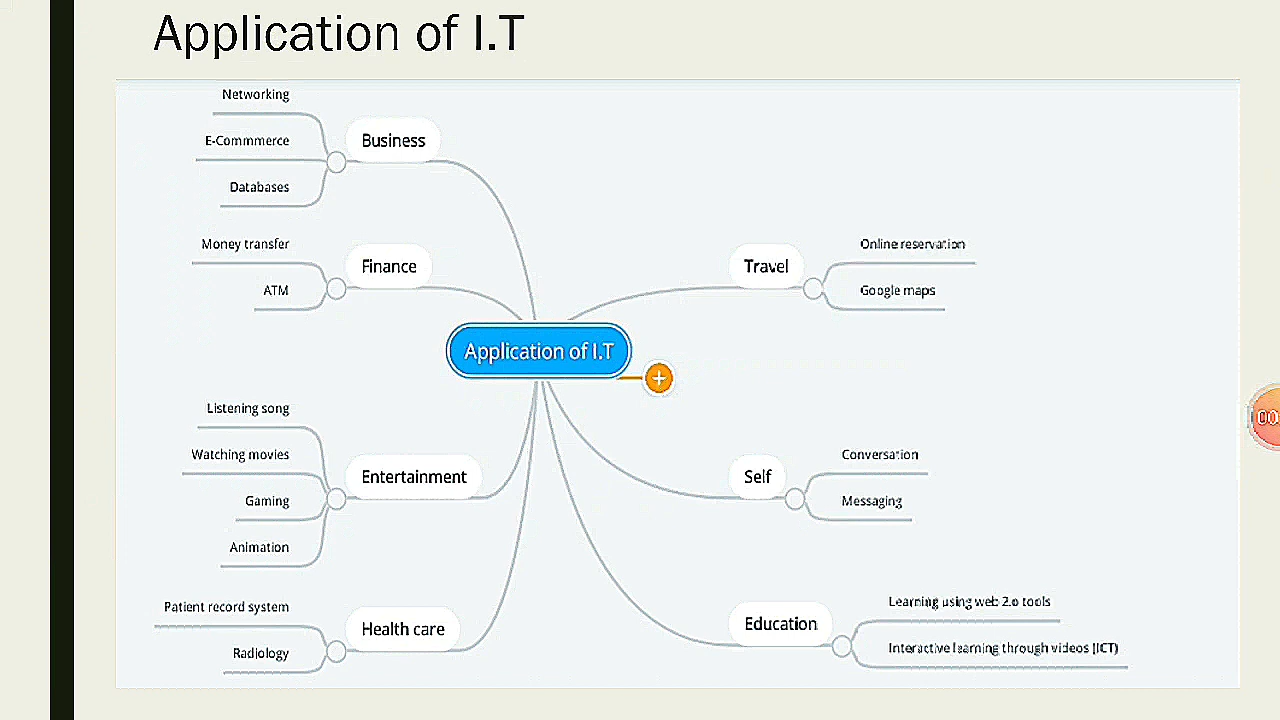 Application of I.T
Networking
E-Commmerce
Databases
Business
Money transfer
ATM
Finance
Listening song
Watching movies
Gaming
Animation
Entertainment
Patient record system
Radiology
Health care
Application of I.T
+
Travel
Online reservation
Google maps
Self
Conversation
Messaging
Education
Learning using web 2.0 tools
Interactive learning through videos (ICT)
00